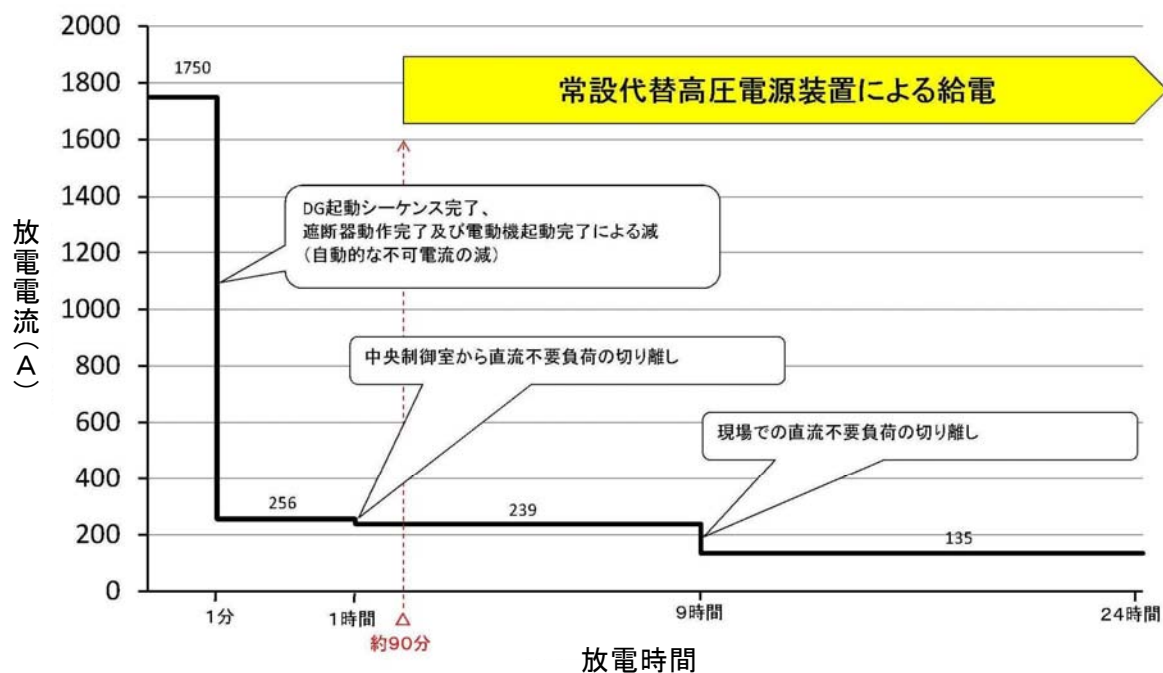 2000
1800
1600
1400
1200
1000
800
600
400
200
0
放電電流(A)
1750
常設代替高圧電源装置による給電
DG起動シーケンス完了、
遮断器動作完了及び電動機起動完了による減
(自動的な不可電流の減)
中央制御室から直流不要負荷の切り離し
現場での直流不要負荷の切り離し
256
239
135
1分
1時間
約90分
9時間
24時間
放電時間